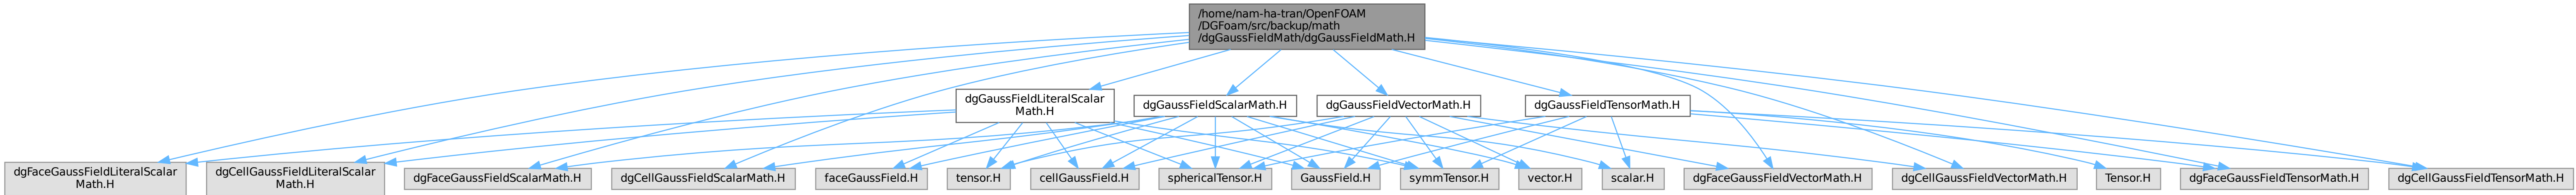 /home/nam-ha-tran/OpenFOAM
/DGFoam/src/backup/math
/dgGaussFieldMath/dgGaussFieldMath.H
dgGaussFieldLiteralScalar
Math.H
dgGaussFieldScalarMath.H
dgGaussFieldVectorMath.H
dgGaussFieldTensorMath.H
dgFaceGaussFieldLiteralScalar
Math.H
dgCellGaussFieldLiteralScalar
Math.H
dgFaceGaussFieldScalarMath.H
dgCellGaussFieldScalarMath.H
faceGaussField.H
tensor.H
cellGaussField.H
sphericalTensor.H
GaussField.H
symmTensor.H
vector.H
scalar.H
dgFaceGaussFieldVectorMath.H
dgCellGaussFieldVectorMath.H
Tensor.H
dgFaceGaussFieldTensorMath.H
dgCellGaussFieldTensorMath.H